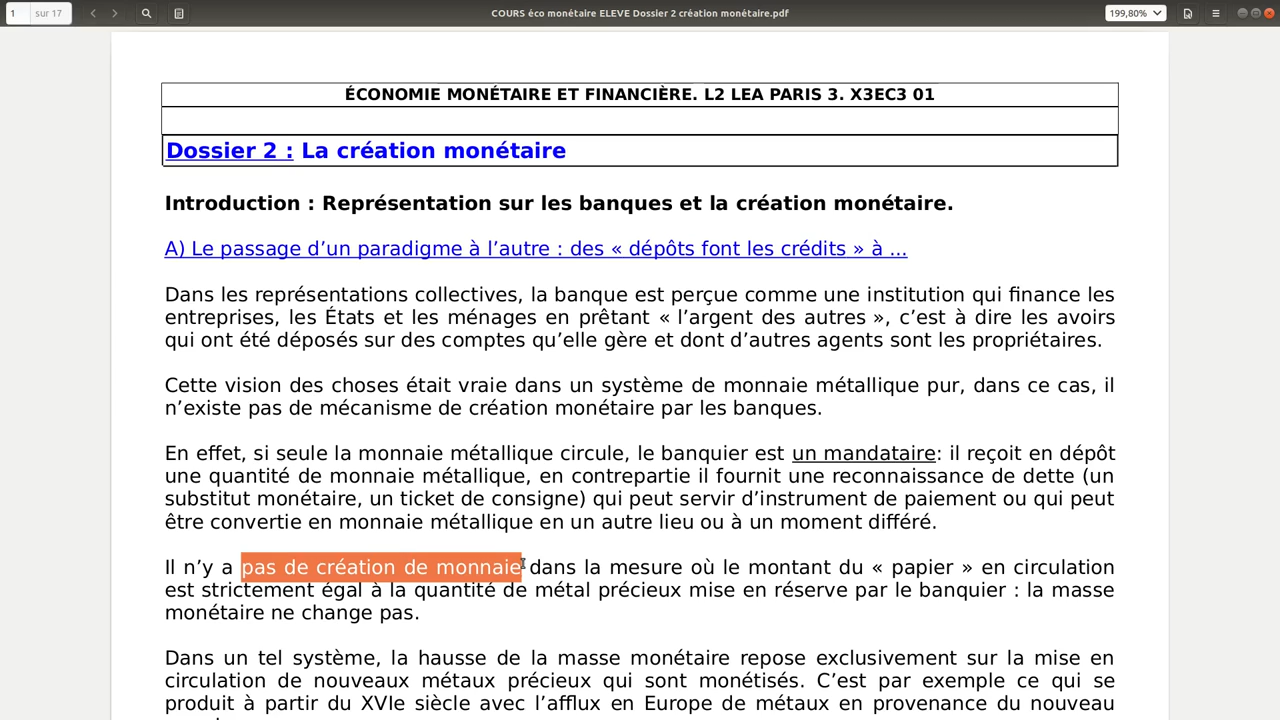 1 sur 17
COURS éco monétaire ELEVE Dossier 2 création monétaire.pdf
199,80%
ÉCONOMIE MONÉTAIRE ET FINANCIÈRE. L2 LEA PARIS 3. X3EC3 01
Dossier 2 : La création monétaire
Introduction : Représentation sur les banques et la création monétaire.
A) Le passage d’un paradigme à l’autre : des « dépôts font les crédits » à ...
Dans les représentations collectives, la banque est perçue comme une institution qui finance les
entreprises, les États et les ménages en prêtant « l’argent des autres », c’est à dire les avoirs
qui ont été déposés sur des comptes qu’elle gère et dont d’autres agents sont les propriétaires.
Cette vision des choses était vraie dans un système de monnaie métallique pur, dans ce cas, il
n’existe pas de mécanisme de création monétaire par les banques.
En effet, si seule la monnaie métallique circule, le banquier est un mandataire: il reçoit en dépôt
une quantité de monnaie métallique, en contrepartie il fournit une reconnaissance de dette (un
substitut monétaire, un ticket de consigne) qui peut servir d’instrument de paiement ou qui peut
être convertie en monnaie métallique en un autre lieu ou à un moment différé.
Il n’y a pas de création de monnaie dans la mesure où le montant du « papier » en circulation
est strictement égal à la quantité de métal précieux mise en réserve par le banquier : la masse
monétaire ne change pas.
Dans un tel système, la hausse de la masse monétaire repose exclusivement sur la mise en
circulation de nouveaux métaux précieux qui sont monétisés. C’est par exemple ce qui se
produit à partir du XVIe siècle avec l’afflux en Europe de métaux en provenance du nouveau